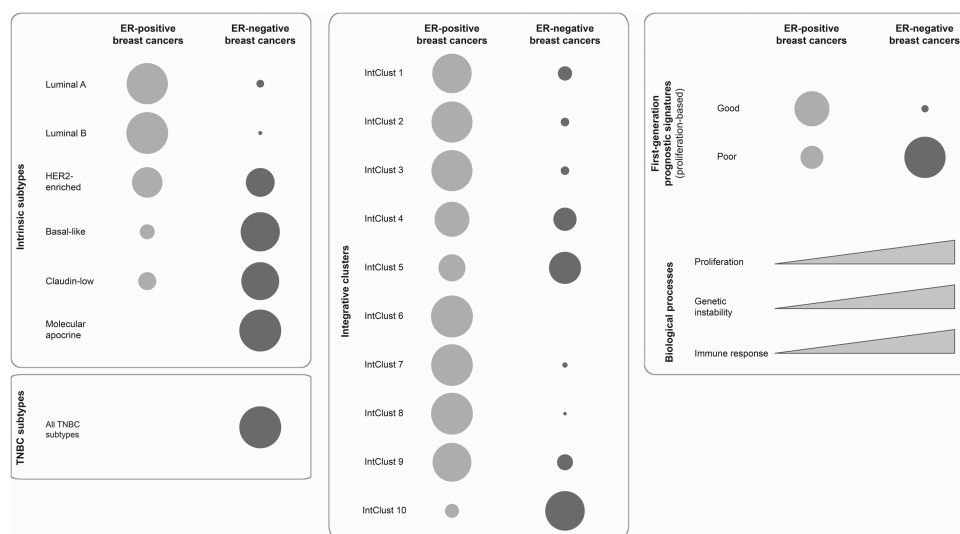 ER-positive
breast cancers
ER-negative
breast cancers
Intrinsic subtypes
Luminal A
Luminal B
HER2-
enriched
Basal-like
Claudin-low
Molecular
apocrine
TNBC subtypes
All TNBC
subtypes
ER-positive
breast cancers
ER-negative
breast cancers
Integrative clusters
IntClust 1
IntClust 2
IntClust 3
IntClust 4
IntClust 5
IntClust 6
IntClust 7
IntClust 8
IntClust 9
IntClust 10
ER-positive
breast cancers
ER-negative
breast cancers
First-generation
prognostic signatures
(proliferation-based)
Good
Poor
Biological processes
Proliferation
Genetic
instability
Immune response